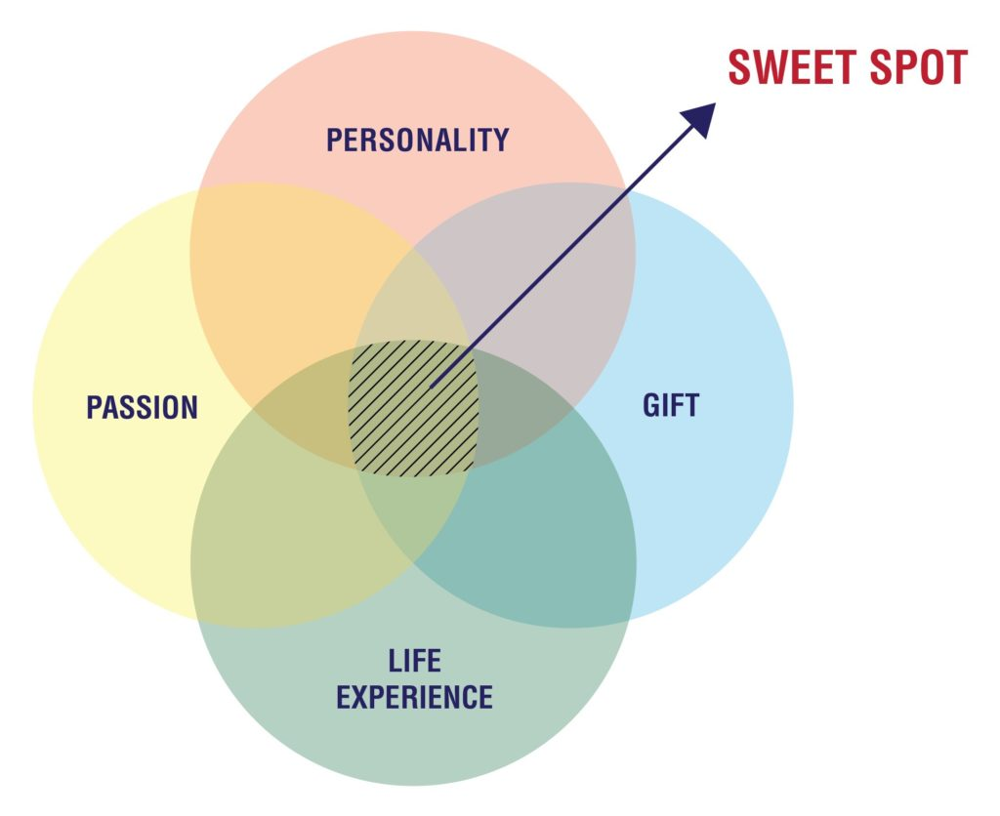 SWEET SPOT
PERSONALITY
PASSION
GIFT
LIFE
EXPERIENCE